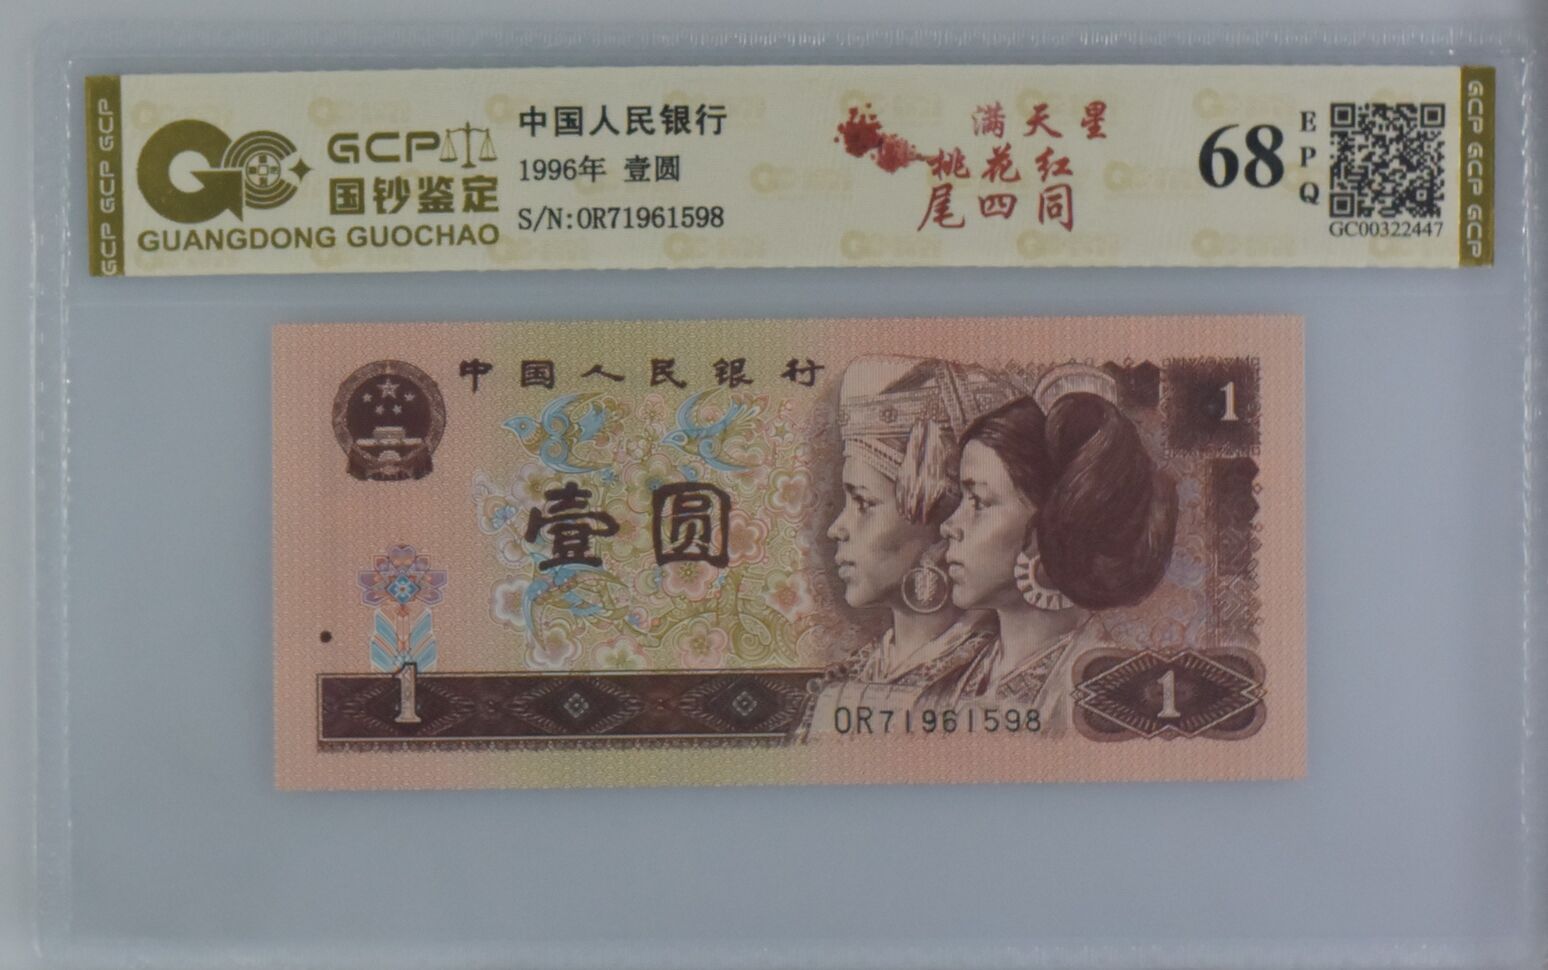 GCP GCP GCP
GCP
国钞鉴定
GUANGDONG GUOCHAO
中国人民银行
1996年 壹圆
S/N:OR71961598
满天星
桃花红
尾四同
68
EPQ
GC00322447
GCP GCP GCP
中国人民银行
1
壹圆
1
OR71961598
1